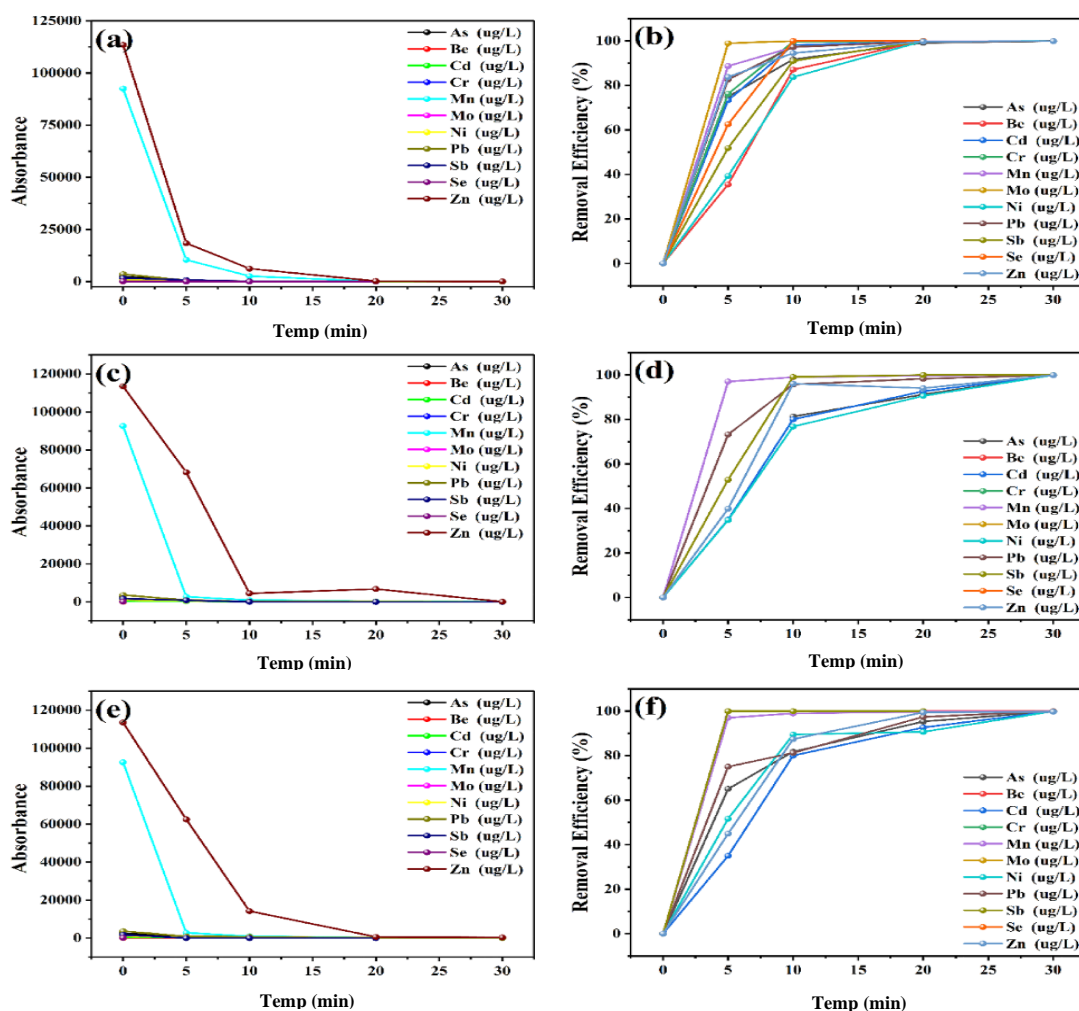 (a)
125000
100000
75000
50000
25000
0
Absorbance
As (ug/L)
Be (ug/L)
Cd (ug/L)
Cr (ug/L)
Mn (ug/L)
Mo (ug/L)
Ni (ug/L)
Pb (ug/L)
Sb (ug/L)
Se (ug/L)
Zn (ug/L)
0 5 10 15 20 25 30
Temp (min)
(b)
100
80
60
40
20
0
Removal Efficiency (%)
As (ug/L)
Be (ug/L)
Cd (ug/L)
Cr (ug/L)
Mn (ug/L)
Mo (ug/L)
Ni (ug/L)
Pb (ug/L)
Sb (ug/L)
Se (ug/L)
Zn (ug/L)
0 5 10 15 20 25 30
Temp (min)
(c)
120000
100000
80000
60000
40000
20000
0
Absorbance
As (ug/L)
Be (ug/L)
Cd (ug/L)
Cr (ug/L)
Mn (ug/L)
Mo (ug/L)
Ni (ug/L)
Pb (ug/L)
Sb (ug/L)
Se (ug/L)
Zn (ug/L)
0 5 10 15 20 25 30
Temp (min)
(d)
100
80
60
40
20
0
Removal Efficiency (%)
As (ug/L)
Be (ug/L)
Cd (ug/L)
Cr (ug/L)
Mn (ug/L)
Mo (ug/L)
Ni (ug/L)
Pb (ug/L)
Sb (ug/L)
Se (ug/L)
Zn (ug/L)
0 5 10 15 20 25 30
Temp (min)
(e)
120000
100000
80000
60000
40000
20000
0
Absorbance
As (ug/L)
Be (ug/L)
Cd (ug/L)
Cr (ug/L)
Mn (ug/L)
Mo (ug/L)
Ni (ug/L)
Pb (ug/L)
Sb (ug/L)
Se (ug/L)
Zn (ug/L)
0 5 10 15 20 25 30
Temp (min)
(f)
100
80
60
40
20
0
Removal Efficiency (%)
As (ug/L)
Be (ug/L)
Cd (ug/L)
Cr (ug/L)
Mn (ug/L)
Mo (ug/L)
Ni (ug/L)
Pb (ug/L)
Sb (ug/L)
Se (ug/L)
Zn (ug/L)
0 5 10 15 20 25 30
Temp (min)